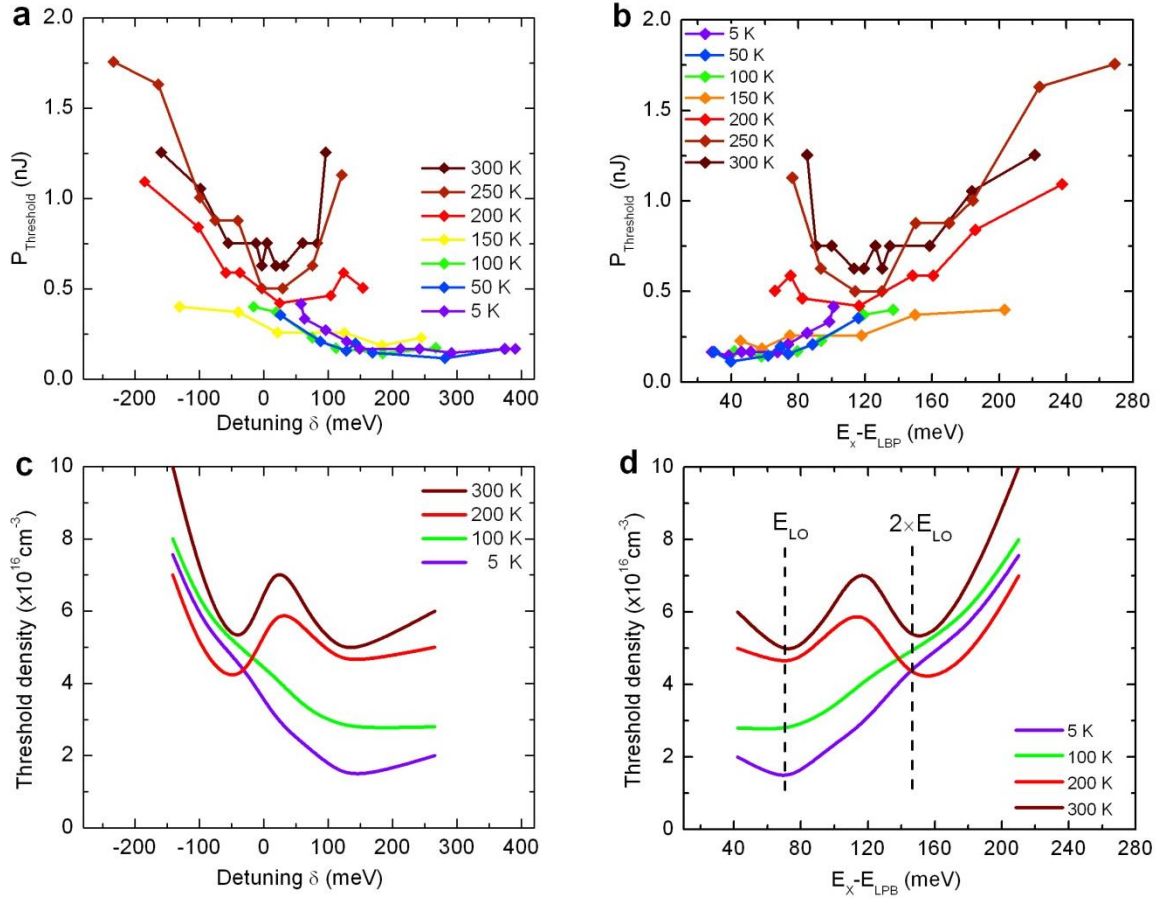 a
2.0
1.5
1.0
0.5
0.0
P_Threshold (nJ)
300 K
250 K
200 K
150 K
100 K
50 K
5 K
-200 -100 0 100 200 300 400
Detuning δ (meV)
b
2.0
1.5
1.0
0.5
0.0
P_Threshold (nJ)
5 K
50 K
100 K
150 K
200 K
250 K
300 K
40 80 120 160 200 240 280
E_x-E_LBP (meV)
c
10
8
6
4
2
0
Threshold density (x10^16 cm^-3)
300 K
200 K
100 K
5 K
-200 -100 0 100 200 300 400
Detuning δ (meV)
d
10
8
6
4
2
0
Threshold density (x10^16 cm^-3)
E_LO
2×E_LO
5 K
100 K
200 K
300 K
40 80 120 160 200 240 280
E_X-E_LPB (meV)